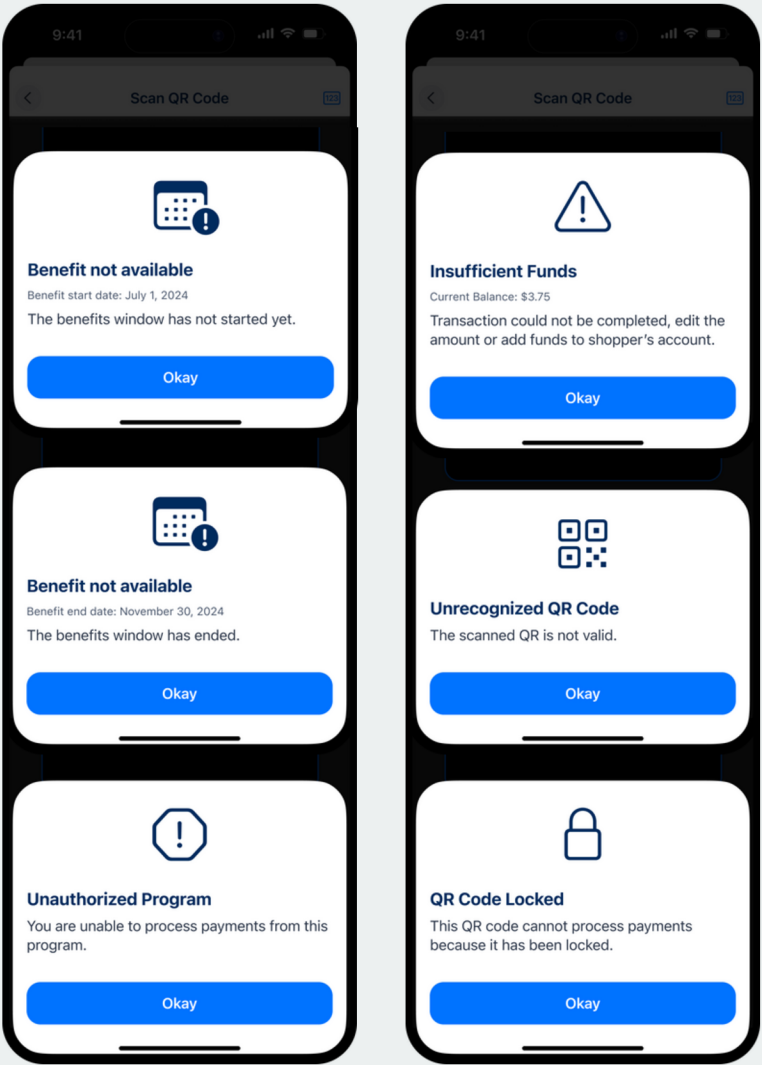 9:41
Scan QR Code
123
Benefit not available
Benefit start date: July 1, 2024
The benefits window has not started yet.
Okay
Benefit not available
Benefit end date: November 30, 2024
The benefits window has ended.
Okay
Unauthorized Program
You are unable to process payments from this
program.
Okay
9:41
Scan QR Code
123
Insufficient Funds
Current Balance: $3.75
Transaction could not be completed, edit the
amount or add funds to shopper’s account.
Okay
Unrecognized QR Code
The scanned QR is not valid.
Okay
QR Code Locked
This QR code cannot process payments
because it has been locked.
Okay